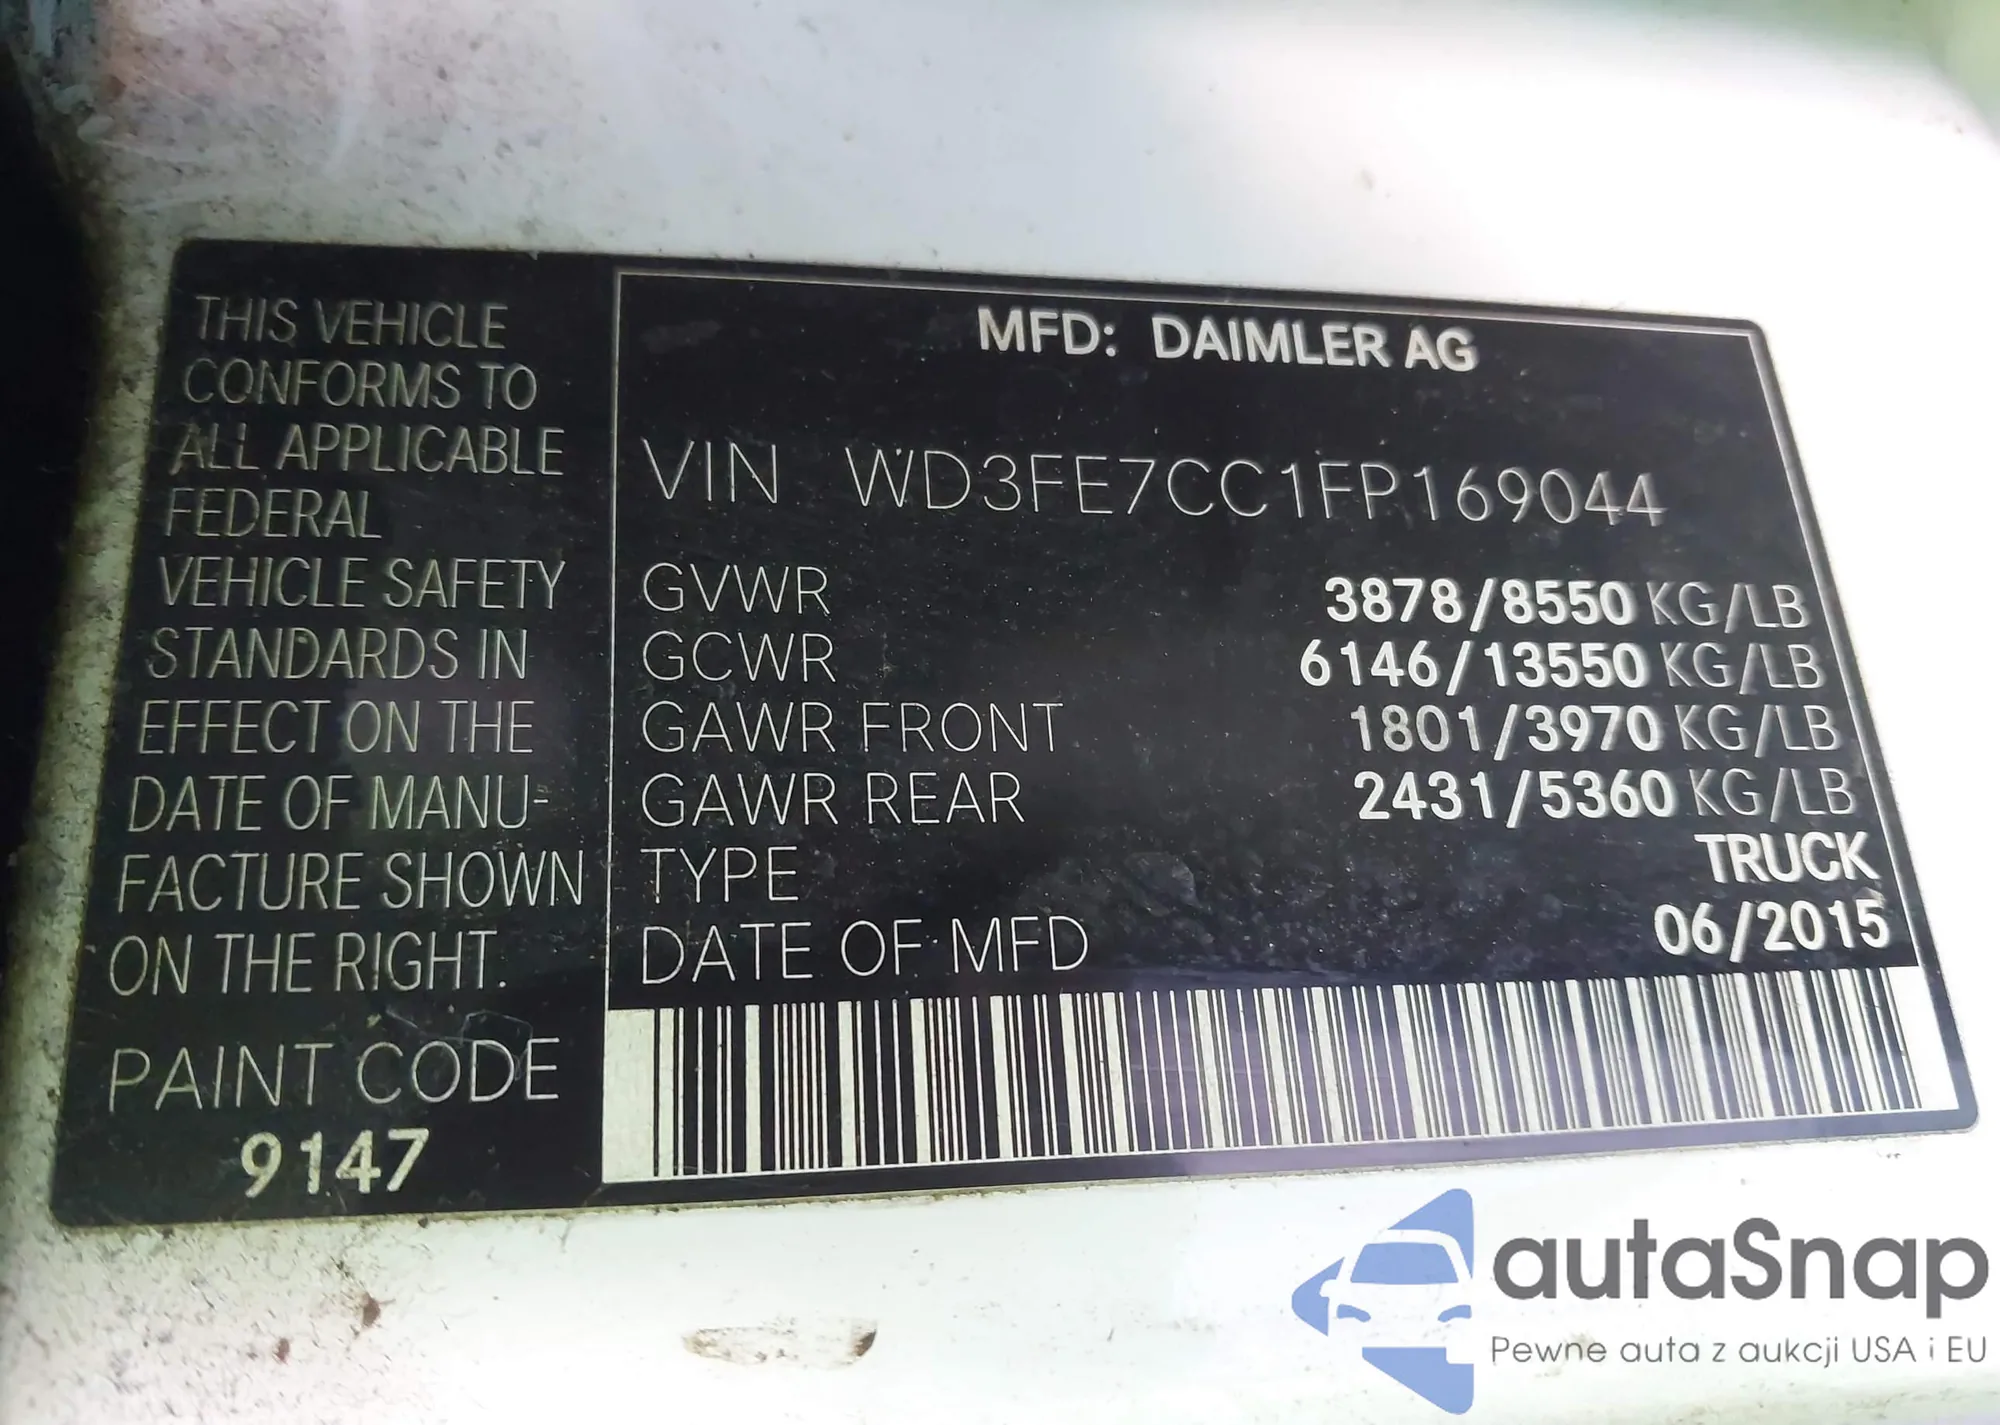 THIS VEHICLE
CONFORMS TO
ALL APPLICABLE
FEDERAL
VEHICLE SAFETY
STANDARDS IN
EFFECT ON THE
DATE OF MANU-
FACTURE SHOWN
ON THE RIGHT.
PAINT CODE
9147
MFD: DAIMLER AG
VIN WD3FE7CC1FP169044
GVWR 3878/8550 KG/LB
GCWR 6146/13550 KG/LB
GAWR FRONT 1801/3970 KG/LB
GAWR REAR 2431/5360 KG/LB
TYPE TRUCK
DATE OF MFD 06/2015
autaSnap
Pewne auta z aukcji USA i EU